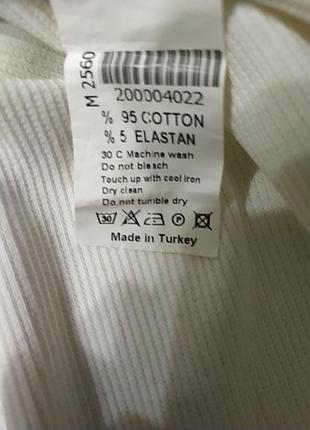 M 2560
200004022
% 95 COTTON
% 5 ELASTAN
30 C Machine wash
Do not bleach
Touch up with cool iron
Dry clean
Do not tumble dry
30 P
Made in Turkey